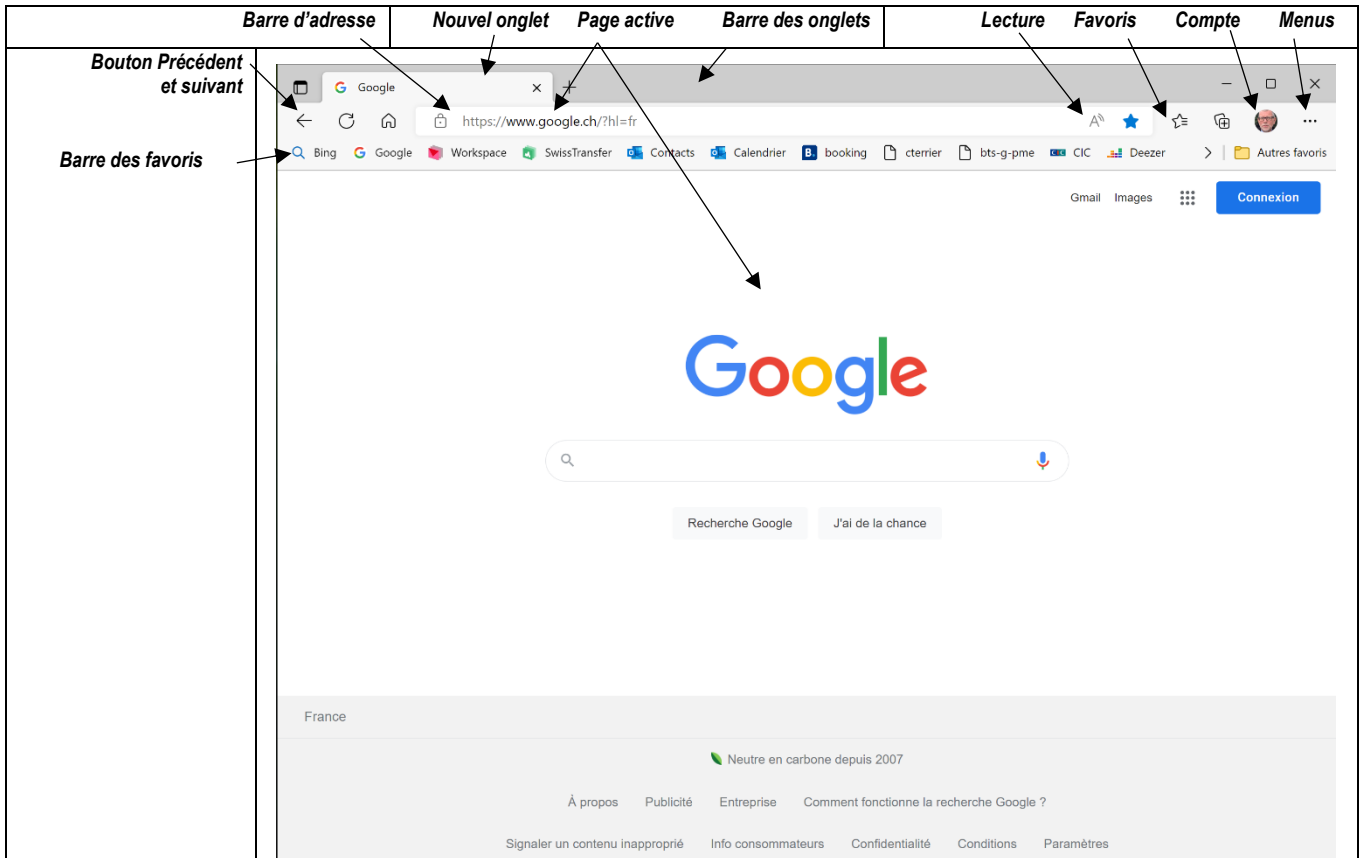 Barre d'adresse Nouvel onglet Page active Barre des onglets Lecture Favoris Compte Menus
Bouton Précédent
et suivant
Barre des favoris
Google
https://www.google.ch/?hl=fr
Bing Google Workspace SwissTransfer Contacts Calendrier booking cterrier bts-g-pme CIC Deezer Autres favoris
Gmail Images Connexion
Google
Recherche Google J'ai de la chance
France
Neutre en carbone depuis 2007
À propos Publicité Entreprise Comment fonctionne la recherche Google ?
Signaler un contenu inapproprié Info consommateurs Confidentialité Conditions Paramètres